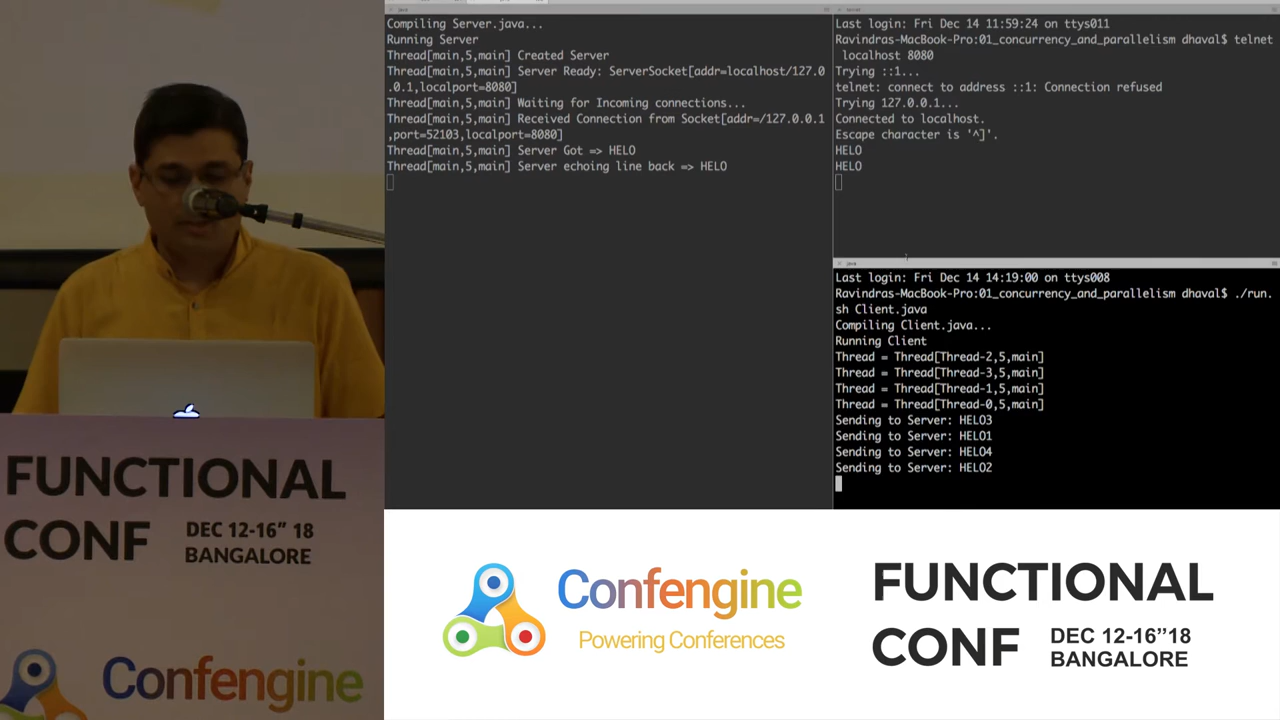 Compiling Server.java...
Running Server
Thread[main,5,main] Created Server
Thread[main,5,main] Server Ready: ServerSocket[addr=localhost/127.0
.0.1,localport=8080]
Thread[main,5,main] Waiting for Incoming connections...
Thread[main,5,main] Received Connection from Socket[addr=/127.0.0.1
,port=52103,localport=8080]
Thread[main,5,main] Server Got => HELO
Thread[main,5,main] Server echoing line back => HELO
Last login: Fri Dec 14 11:59:24 on ttys011
Ravindras-MacBook-Pro:01_concurrency_and_parallelism dhaval$ telnet
localhost 8080
Trying ::1...
telnet: connect to address ::1: Connection refused
Trying 127.0.0.1...
Connected to localhost.
Escape character is '^]'.
HELO
HELO
java
Last login: Fri Dec 14 14:19:00 on ttys008
Ravindras-MacBook-Pro:01_concurrency_and_parallelism dhaval$ ./run.
sh Client.java
Compiling Client.java...
Running Client
Thread = Thread[Thread-2,5,main]
Thread = Thread[Thread-3,5,main]
Thread = Thread[Thread-1,5,main]
Thread = Thread[Thread-0,5,main]
Sending to Server: HELO3
Sending to Server: HELO1
Sending to Server: HELO4
Sending to Server: HELO2
FUNCTIONAL
CONF
DEC 12-16" 18
BANGALORE
Confengine
Confengine
Powering Conferences
FUNCTIONAL
CONF
DEC 12-16"18
BANGALORE